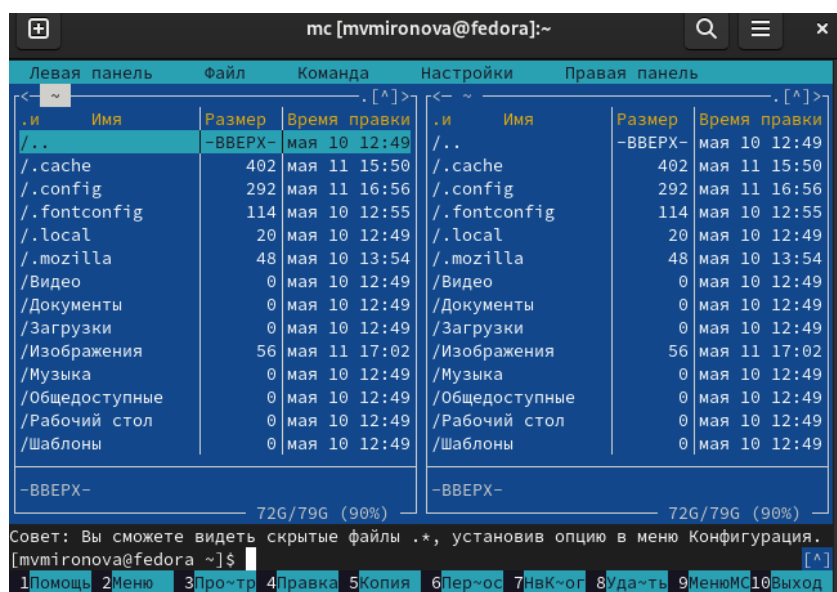 mc [mvmironova@fedora]:~
Левая панель Файл Команда Настройки Правая панель
<— ~ .[^]> <— ~ .[^]>
.и Имя Размер Время правки .и Имя Размер Время правки
/.. -ВВЕРХ- мая 10 12:49 /.. -ВВЕРХ- мая 10 12:49
/.cache 402 мая 11 15:50 /.cache 402 мая 11 15:50
/.config 292 мая 11 16:56 /.config 292 мая 11 16:56
/.fontconfig 114 мая 10 12:55 /.fontconfig 114 мая 10 12:55
/.local 20 мая 10 12:49 /.local 20 мая 10 12:49
/.mozilla 48 мая 10 13:54 /.mozilla 48 мая 10 13:54
/Видео 0 мая 10 12:49 /Видео 0 мая 10 12:49
/Документы 0 мая 10 12:49 /Документы 0 мая 10 12:49
/Загрузки 0 мая 10 12:49 /Загрузки 0 мая 10 12:49
/Изображения 56 мая 11 17:02 /Изображения 56 мая 11 17:02
/Музыка 0 мая 10 12:49 /Музыка 0 мая 10 12:49
/Общедоступные 0 мая 10 12:49 /Общедоступные 0 мая 10 12:49
/Рабочий стол 0 мая 10 12:49 /Рабочий стол 0 мая 10 12:49
/Шаблоны 0 мая 10 12:49 /Шаблоны 0 мая 10 12:49
-ВВЕРХ- -ВВЕРХ-
72G/79G (90%) 72G/79G (90%)
Совет: Вы сможете видеть скрытые файлы .*, установив опцию в меню Конфигурация.
[mvmironova@fedora ~]$ [^]
1Помощь 2Меню 3Про~тр 4Правка 5Копия 6Пер~ос 7НвК~ог 8Уда~ть 9МенюMC 10Выход